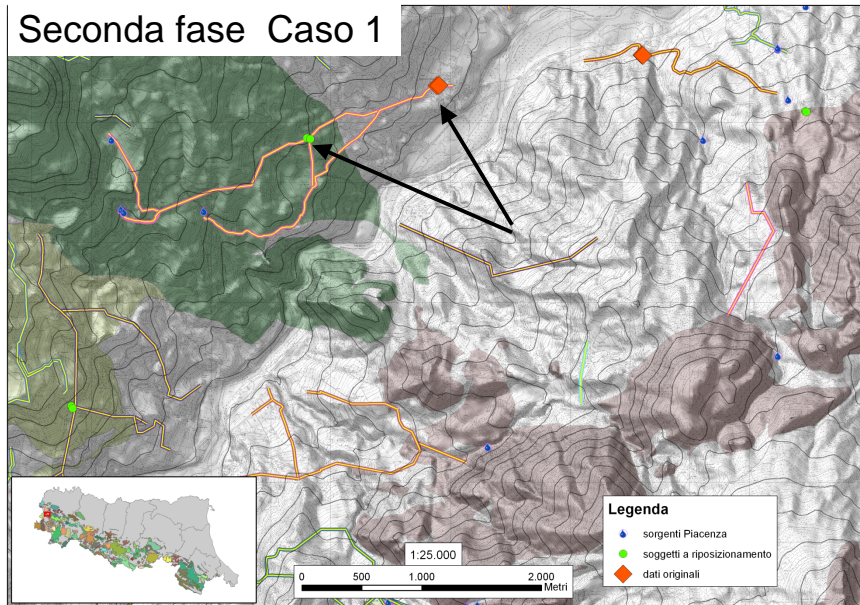 Seconda fase Caso 1
Legenda
sorgenti Piacenza
soggetti a riposizionamento
dati originali
1:25.000
0 500 1.000 2.000
Metri